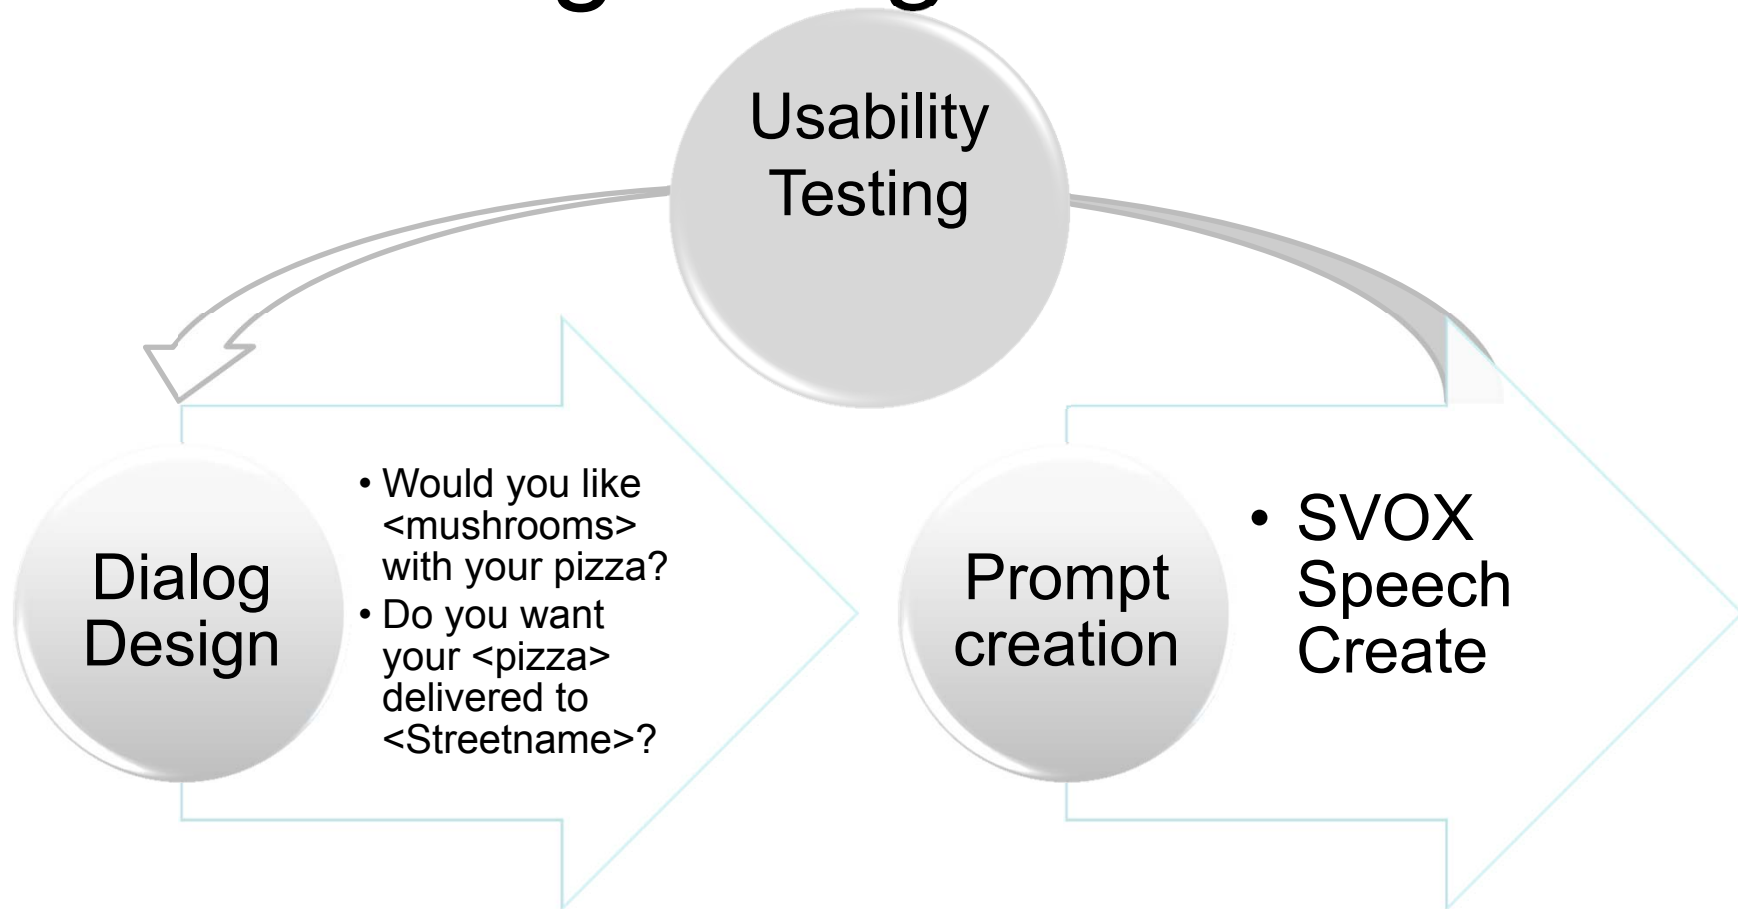 Usability
Testing
Dialog
Design
• Would you like
<mushrooms>
with your pizza?
• Do you want
your <pizza>
delivered to
<Streetname>?
Prompt
creation
• SVOX
Speech
Create